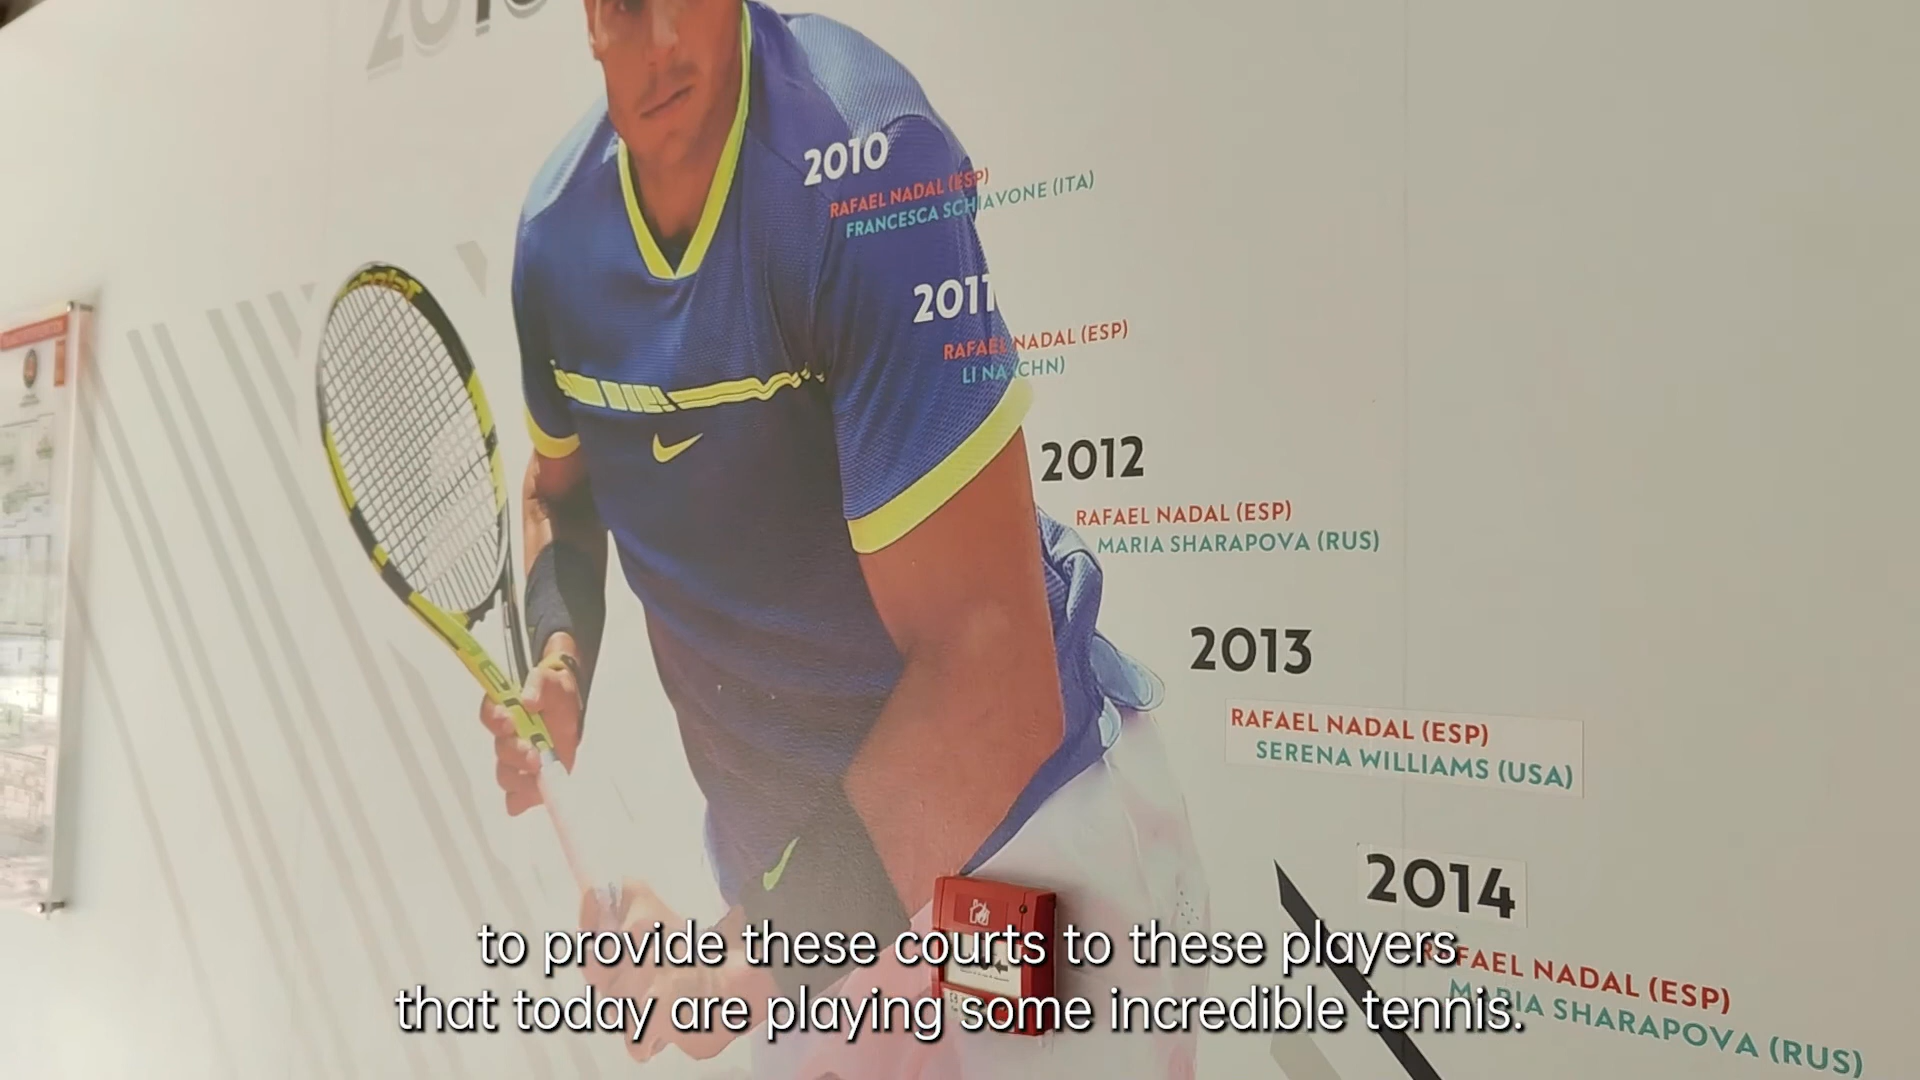 2010
RAFAEL NADAL (ESP)
FRANCESCA SCHIAVONE (ITA)
2011
RAFAEL NADAL (ESP)
LI NA (CHN)
2012
RAFAEL NADAL (ESP)
MARIA SHARAPOVA (RUS)
2013
RAFAEL NADAL (ESP)
SERENA WILLIAMS (USA)
2014
RAFAEL NADAL (ESP)
MARIA SHARAPOVA (RUS)
to provide these courts to these players
that today are playing some incredible tennis.